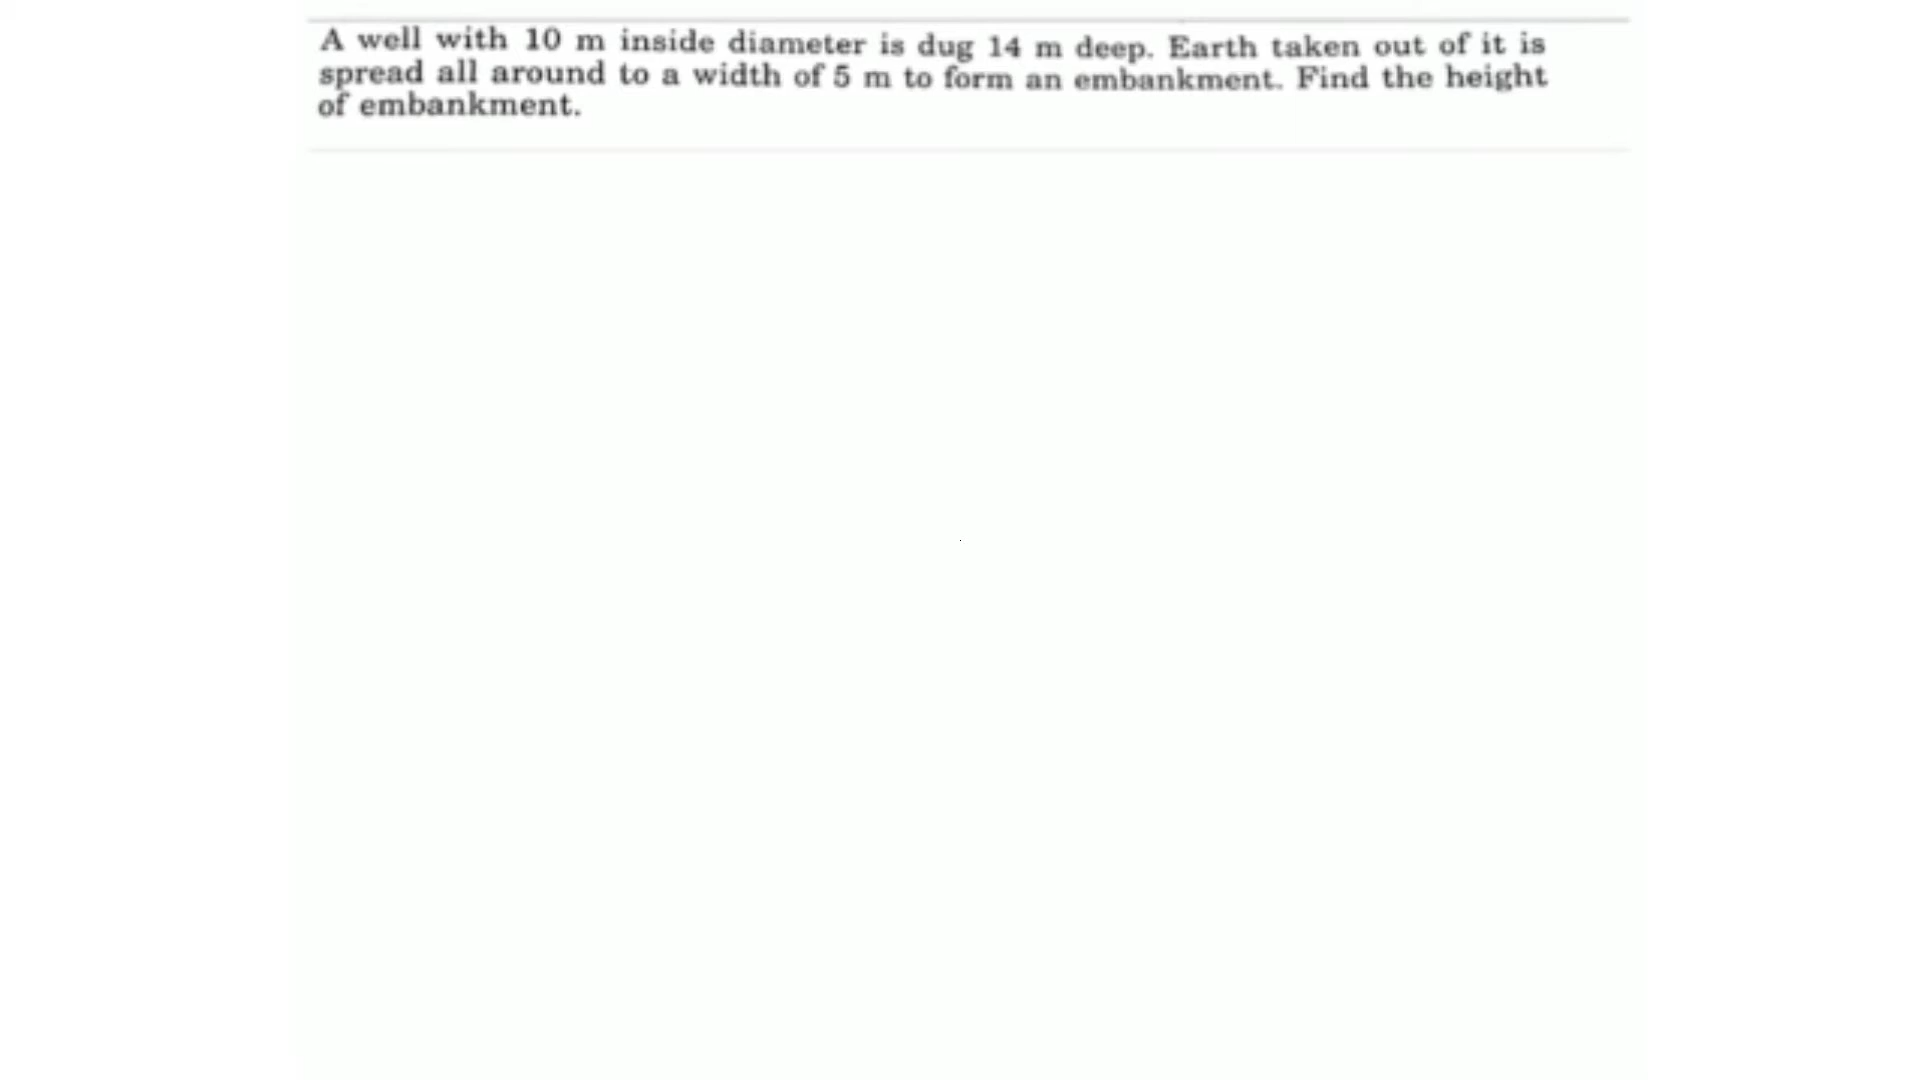 A well with 10 m inside diameter is dug 14 m deep. Earth taken out of it is
spread all around to a width of 5 m to form an embankment. Find the height
of embankment.